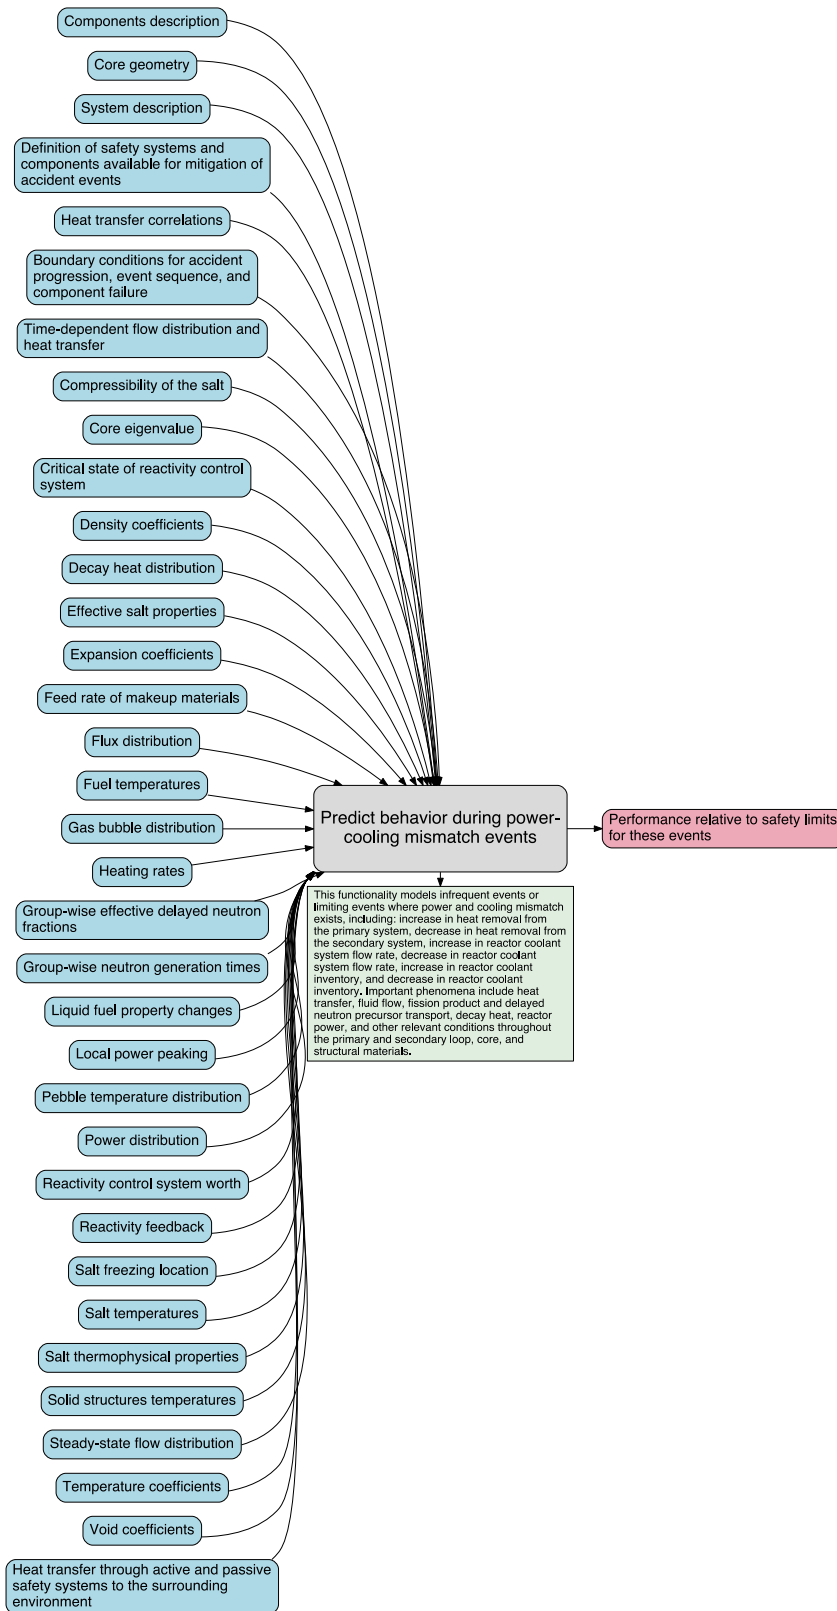 Components description
Core geometry
System description
Definition of safety systems and
components available for mitigation of
accident events
Heat transfer correlations
Boundary conditions for accident
progression, event sequence, and
component failure
Time-dependent flow distribution and
heat transfer
Compressibility of the salt
Core eigenvalue
Critical state of reactivity control
system
Density coefficients
Decay heat distribution
Effective salt properties
Expansion coefficients
Feed rate of makeup materials
Flux distribution
Fuel temperatures
Gas bubble distribution
Heating rates
Group-wise effective delayed neutron
fractions
Group-wise neutron generation times
Liquid fuel property changes
Local power peaking
Pebble temperature distribution
Power distribution
Reactivity control system worth
Reactivity feedback
Salt freezing location
Salt temperatures
Salt thermophysical properties
Solid structures temperatures
Steady-state flow distribution
Temperature coefficients
Void coefficients
Heat transfer through active and passive
safety systems to the surrounding
environment
Predict behavior during power-
cooling mismatch events
This functionality models infrequent events or
limiting events where power and cooling mismatch
exists, including: increase in heat removal from
the primary system, decrease in heat removal from
the secondary system, increase in reactor coolant
system flow rate, decrease in reactor coolant
system flow rate, increase in reactor coolant
inventory, and decrease in reactor coolant
inventory. Important phenomena include heat
transfer, fluid flow, fission product and delayed
neutron precursor transport, decay heat, reactor
power, and other relevant conditions throughout
the primary and secondary loop, core, and
structural materials.
Performance relative to safety limits
for these events